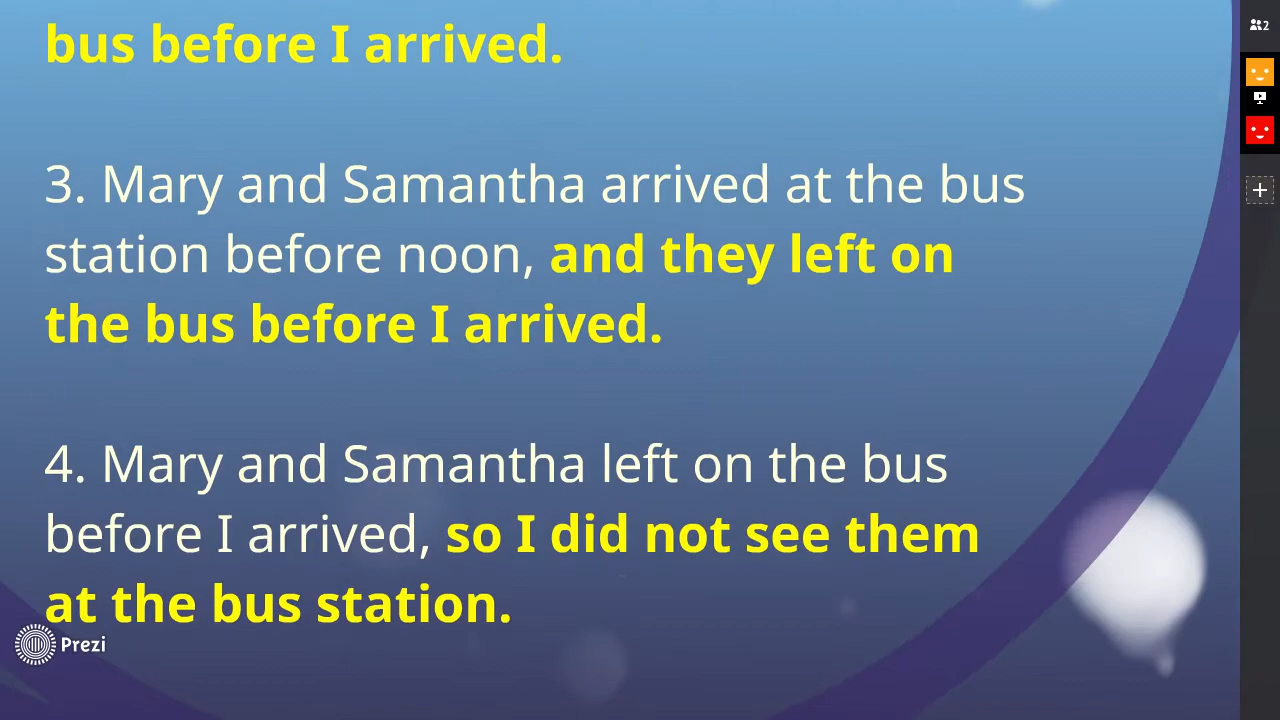 bus before I arrived.
3. Mary and Samantha arrived at the bus
station before noon, and they left on
the bus before I arrived.
4. Mary and Samantha left on the bus
before I arrived, so I did not see them
at the bus station.
Prezi
2